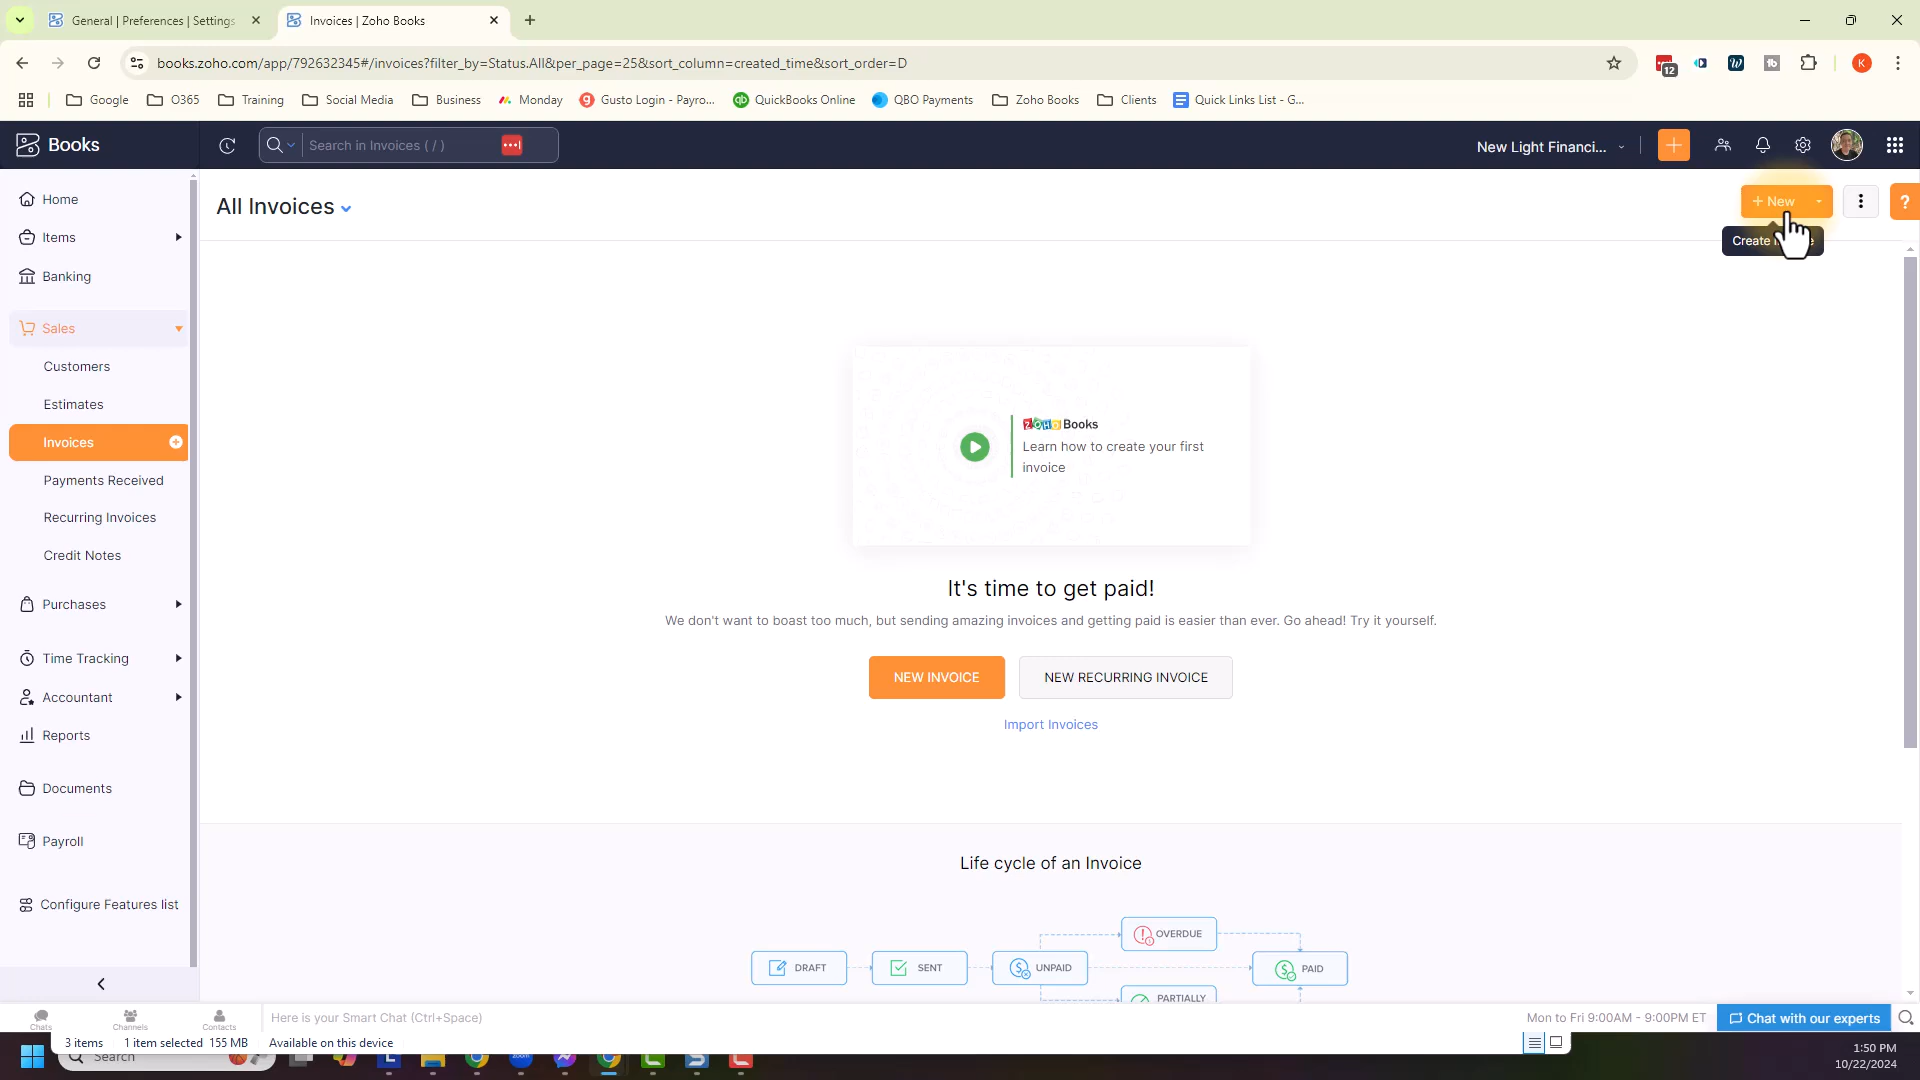 General | Preferences | Settings
Invoices | Zoho Books
books.zoho.com/app/792632345#/invoices?filter_by=Status.All&per_page=25&sort_column=created_time&sort_order=D
12
K
Google
O365
Training
Social Media
Business
Monday
Gusto Login - Payro...
QuickBooks Online
QBO Payments
Zoho Books
Clients
Quick Links List - G...
Books
Search in Invoices ( / )
New Light Financi...
Home
Items
Banking
Sales
Customers
Estimates
Invoices
Payments Received
Recurring Invoices
Credit Notes
Purchases
Time Tracking
Accountant
Reports
Documents
Payroll
Configure Features list
All Invoices
+ New
?
Create
ZOHO Books
Learn how to create your first
invoice
It's time to get paid!
We don't want to boast too much, but sending amazing invoices and getting paid is easier than ever. Go ahead! Try it yourself.
NEW INVOICE
NEW RECURRING INVOICE
Import Invoices
Life cycle of an Invoice
DRAFT
SENT
UNPAID
OVERDUE
PAID
PARTIALLY
Chats
Channels
Contacts
Here is your Smart Chat (Ctrl+Space)
Mon to Fri 9:00AM - 9:00PM ET
Chat with our experts
3 items
1 item selected 155 MB
Available on this device
Search
zoom
1:50 PM
10/22/2024